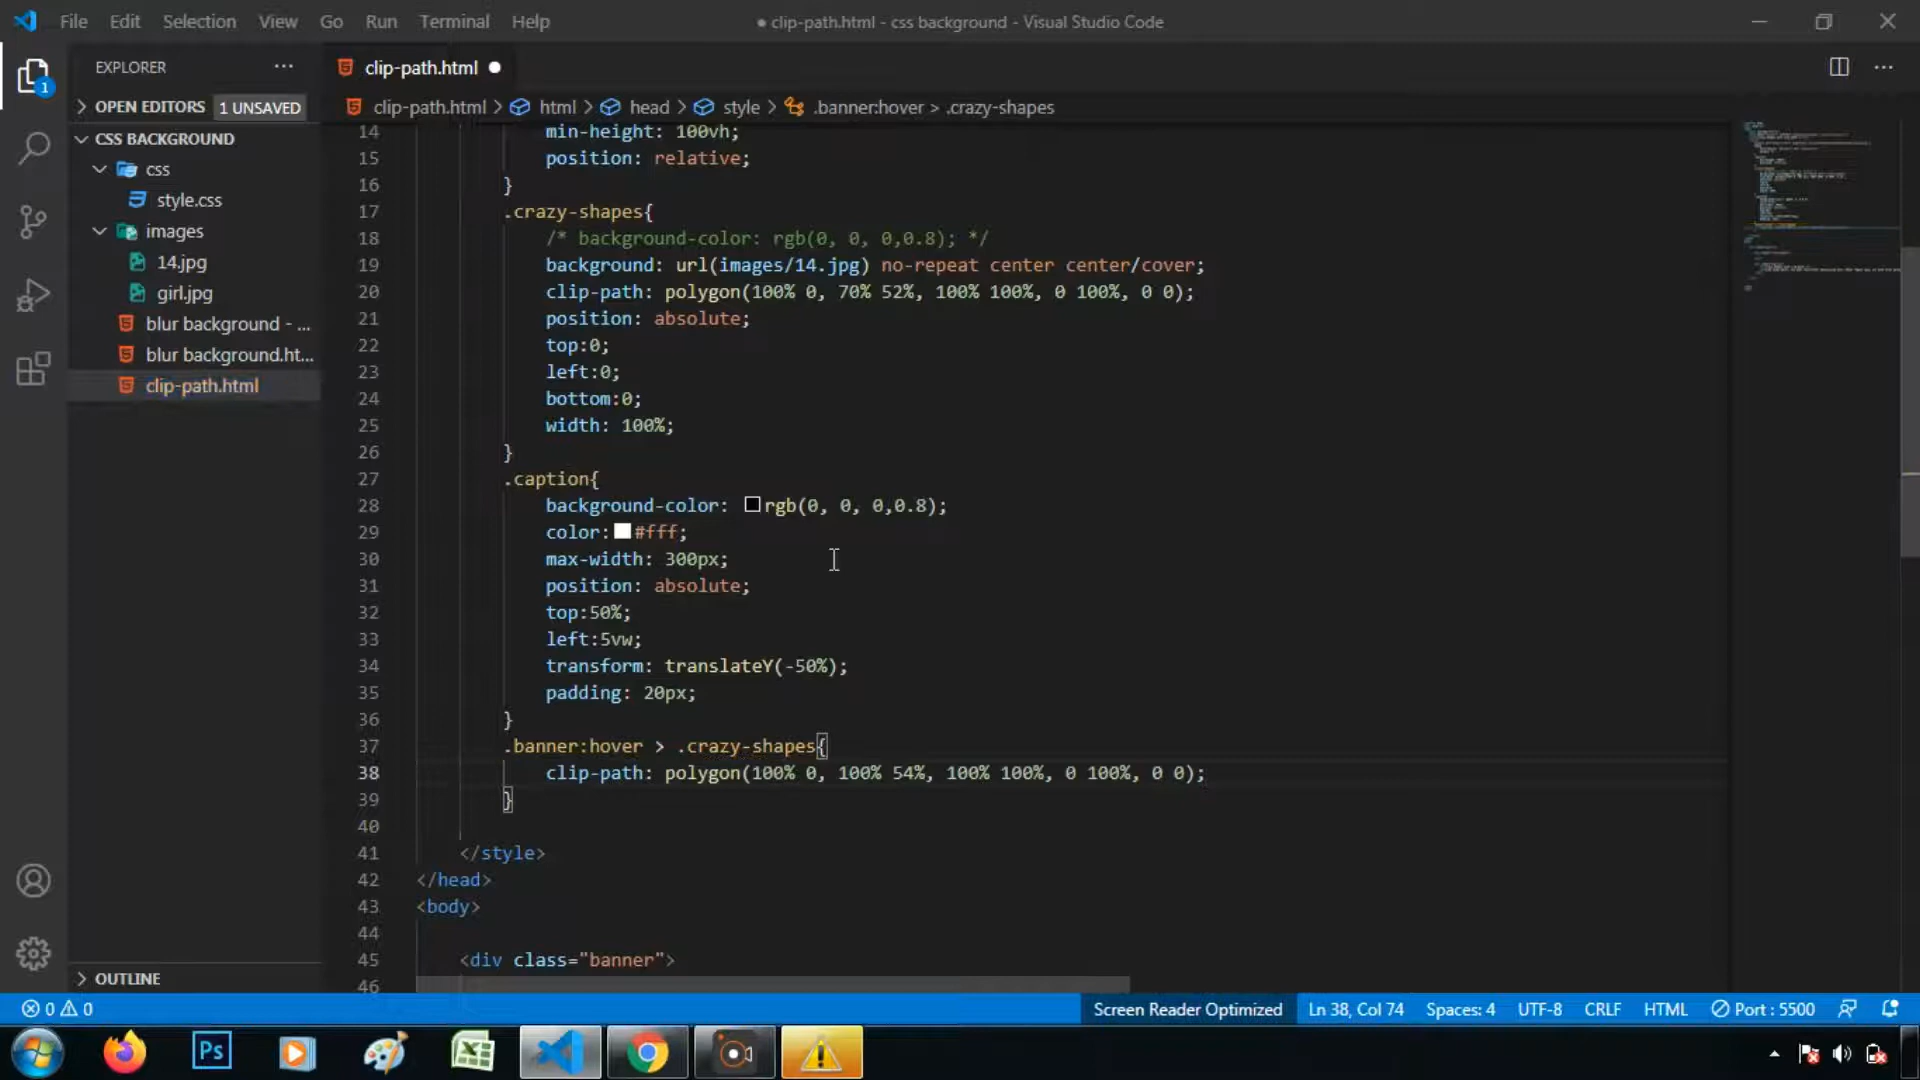 File Edit Selection View Go Run Terminal Help
● clip-path.html - css background - Visual Studio Code
EXPLORER
clip-path.html
OPEN EDITORS 1 UNSAVED
clip-path.html > html > head > style > .banner:hover > .crazy-shapes
1
CSS BACKGROUND
css
style.css
images
14.jpg
girl.jpg
blur background - ...
blur background.ht...
clip-path.html
OUTLINE
14 min-height: 100vh;
15 position: relative;
16 }
17 .crazy-shapes{
18 /* background-color: rgb(0, 0, 0,0.8); */
19 background: url(images/14.jpg) no-repeat center center/cover;
20 clip-path: polygon(100% 0, 70% 52%, 100% 100%, 0 100%, 0 0);
21 position: absolute;
22 top:0;
23 left:0;
24 bottom:0;
25 width: 100%;
26 }
27 .caption{
28 background-color: rgb(0, 0, 0,0.8);
29 color:#fff;
30 max-width: 300px;
31 position: absolute;
32 top:50%;
33 left:5vw;
34 transform: translateY(-50%);
35 padding: 20px;
36 }
37 .banner:hover > .crazy-shapes{
38 clip-path: polygon(100% 0, 100% 54%, 100% 100%, 0 100%, 0 0);
39 }
40
41 </style>
42 </head>
43 <body>
44
45 <div class="banner">
46
0 0
Screen Reader Optimized Ln 38, Col 74 Spaces: 4 UTF-8 CRLF HTML Port : 5500
Ps